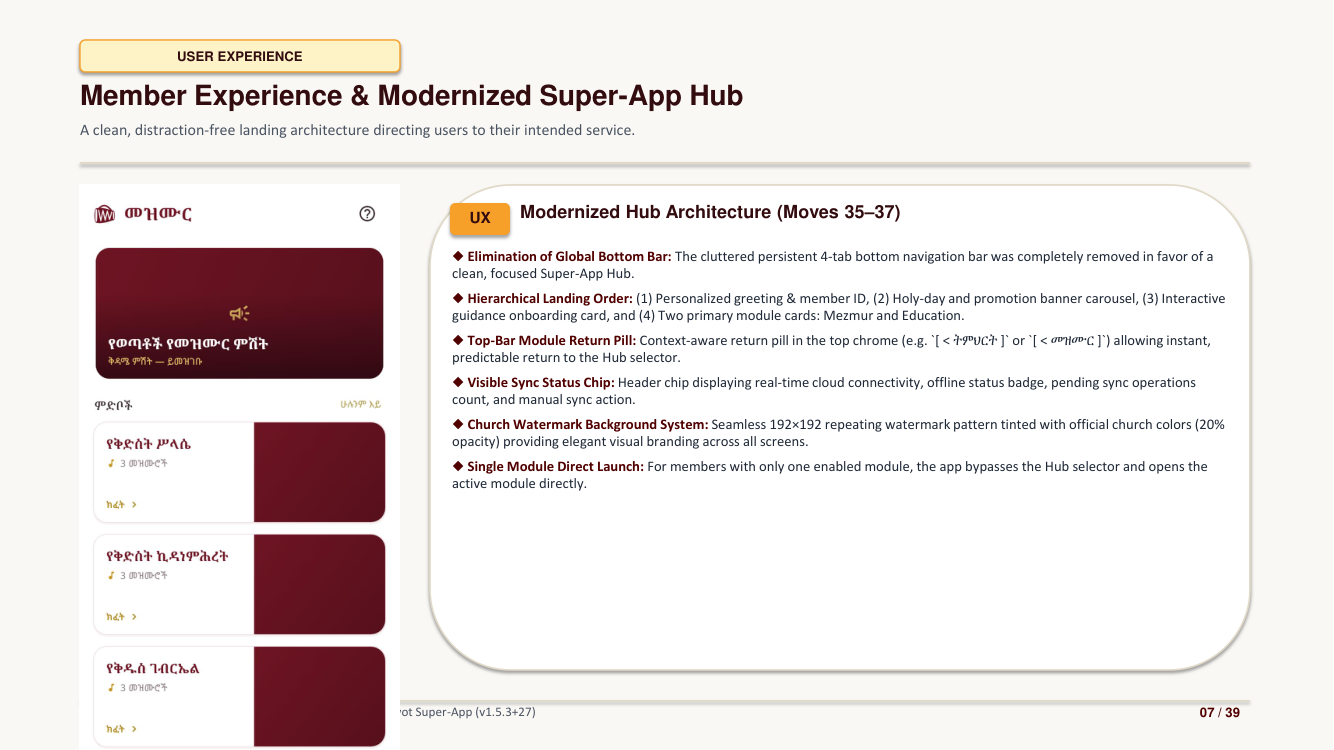 USER EXPERIENCE
Member Experience & Modernized Super-App Hub
A clean, distraction-free landing architecture directing users to their intended service.
መዝሙር
የወጣቶች የመዝሙር ምሽት
ቅዳሜ ምሽት — ይመዝገቡ
ምድቦች
ሁሉንም እይ
የቅድስት ሥላሴ
3 መዝሙሮች
ክፈት >
የቅድስት ኪዳነምሕረት
3 መዝሙሮች
ክፈት >
የቅዱስ ገብርኤል
3 መዝሙሮች
ክፈት >
UX
Modernized Hub Architecture (Moves 35–37)
◆ Elimination of Global Bottom Bar: The cluttered persistent 4-tab bottom navigation bar was completely removed in favor of a
clean, focused Super-App Hub.
◆ Hierarchical Landing Order: (1) Personalized greeting & member ID, (2) Holy-day and promotion banner carousel, (3) Interactive
guidance onboarding card, and (4) Two primary module cards: Mezmur and Education.
◆ Top-Bar Module Return Pill: Context-aware return pill in the top chrome (e.g. `[ < ትምህርት ]` or `[ < መዝሙር ]`) allowing instant,
predictable return to the Hub selector.
◆ Visible Sync Status Chip: Header chip displaying real-time cloud connectivity, offline status badge, pending sync operations
count, and manual sync action.
◆ Church Watermark Background System: Seamless 192×192 repeating watermark pattern tinted with official church colors (20%
opacity) providing elegant visual branding across all screens.
◆ Single Module Direct Launch: For members with only one enabled module, the app bypasses the Hub selector and opens the
active module directly.
Super-App (v1.5.3+27)
07 / 39